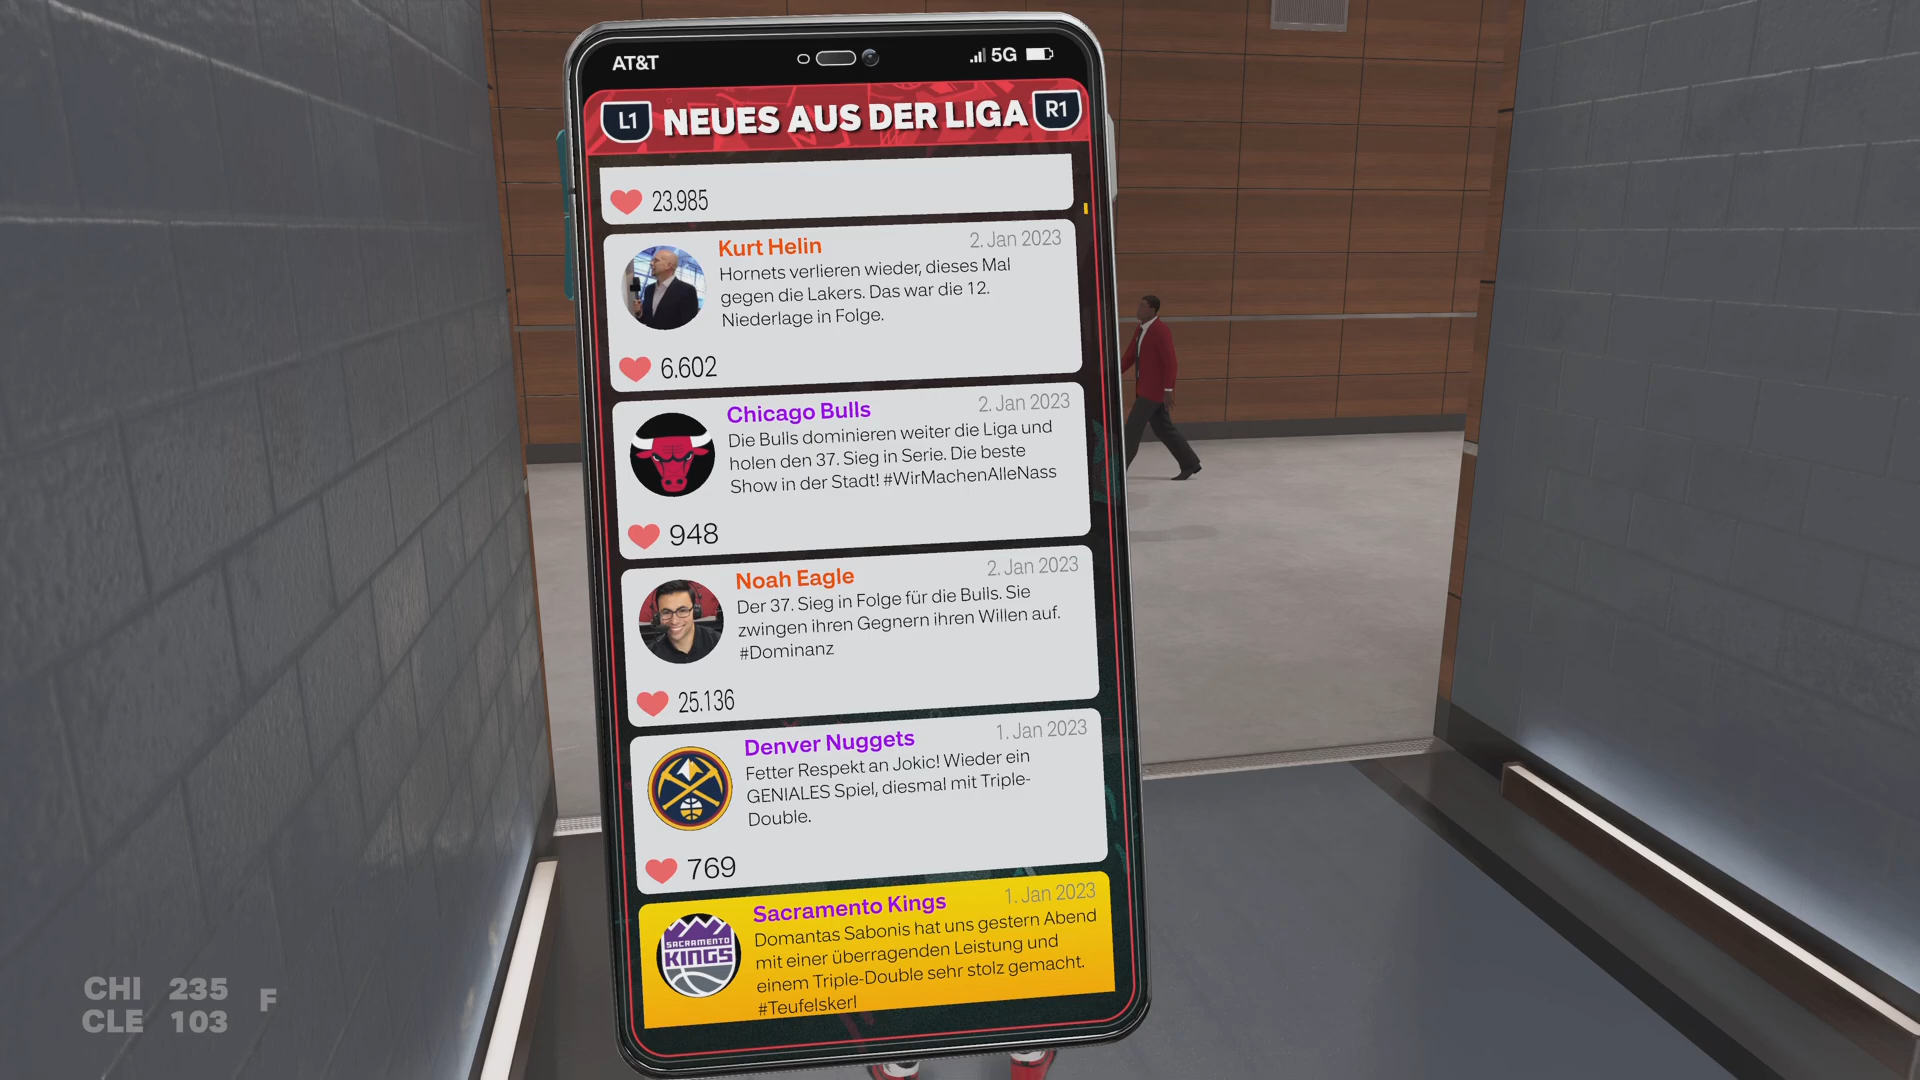 AT&T
5G
L1
NEUES AUS DER LIGA
R1
23.985
Kurt Helin
2. Jan 2023
Hornets verlieren wieder, dieses Mal
gegen die Lakers. Das war die 12.
Niederlage in Folge.
6.602
Chicago Bulls
2. Jan 2023
Die Bulls dominieren weiter die Liga und
holen den 37. Sieg in Serie. Die beste
Show in der Stadt! #WirMachenAlleNass
948
Noah Eagle
2. Jan 2023
Der 37. Sieg in Folge für die Bulls. Sie
zwingen ihren Gegnern ihren Willen auf.
#Dominanz
25.136
Denver Nuggets
1. Jan 2023
Fetter Respekt an Jokic! Wieder ein
GENIALES Spiel, diesmal mit Triple-
Double.
769
Sacramento Kings
1. Jan 2023
SACRAMENTO
KINGS
Domantas Sabonis hat uns gestern Abend
mit einer überragenden Leistung und
einem Triple-Double sehr stolz gemacht.
#Teufelskerl
CHI 235 F
CLE 103